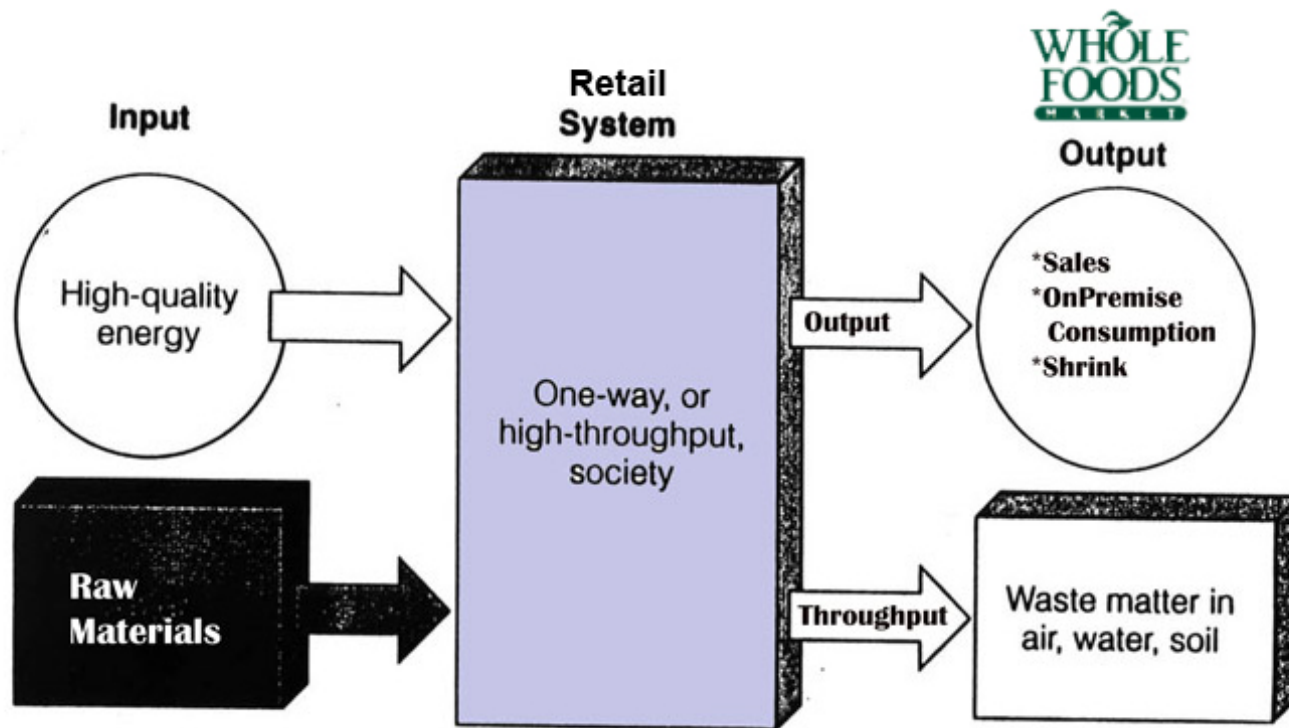 WHOLE
FOODS
MARKET
Input
Retail
System
Output
High-quality
energy
*Sales
*OnPremise
Consumption
*Shrink
Output
One-way, or
high-throughput,
society
Raw
Materials
Throughput
Waste matter in
air, water, soil